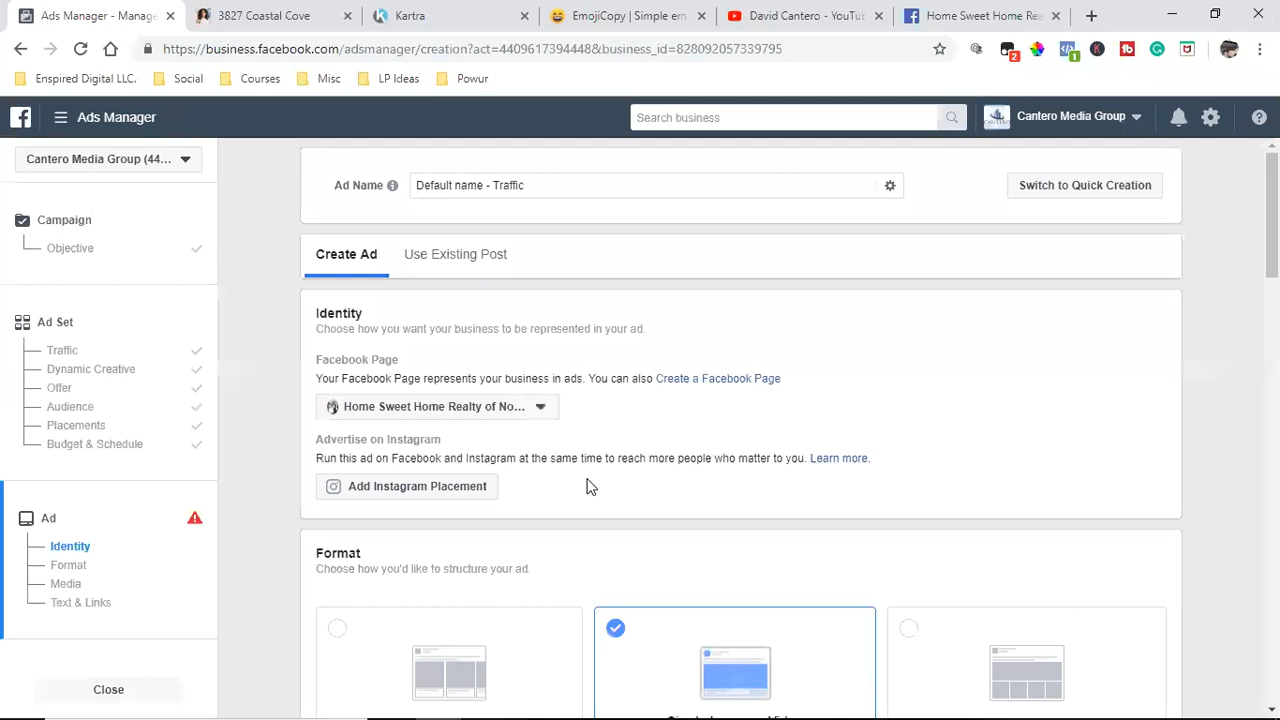 Ads Manager - Manage
3827 Coastal Cove
Kartra
EmojiCopy | Simple em
David Cantero - YouTu
Home Sweet Home Re
https://business.facebook.com/adsmanager/creation?act=4409617394448&business_id=828092057339795
2
1
Enspired Digital LLC.
Social
Courses
Misc
LP Ideas
Powur
Ads Manager
Search business
Cantero Media Group
Cantero Media Group (44...
Ad Name
Default name - Traffic
Switch to Quick Creation
Campaign
Objective
Create Ad
Use Existing Post
Identity
Choose how you want your business to be represented in your ad.
Ad Set
Traffic
Dynamic Creative
Offer
Audience
Placements
Budget & Schedule
Facebook Page
Your Facebook Page represents your business in ads. You can also Create a Facebook Page
Home Sweet Home Realty of No...
Advertise on Instagram
Run this ad on Facebook and Instagram at the same time to reach more people who matter to you. Learn more.
Add Instagram Placement
Ad
Identity
Format
Media
Text & Links
Format
Choose how you'd like to structure your ad.
Close